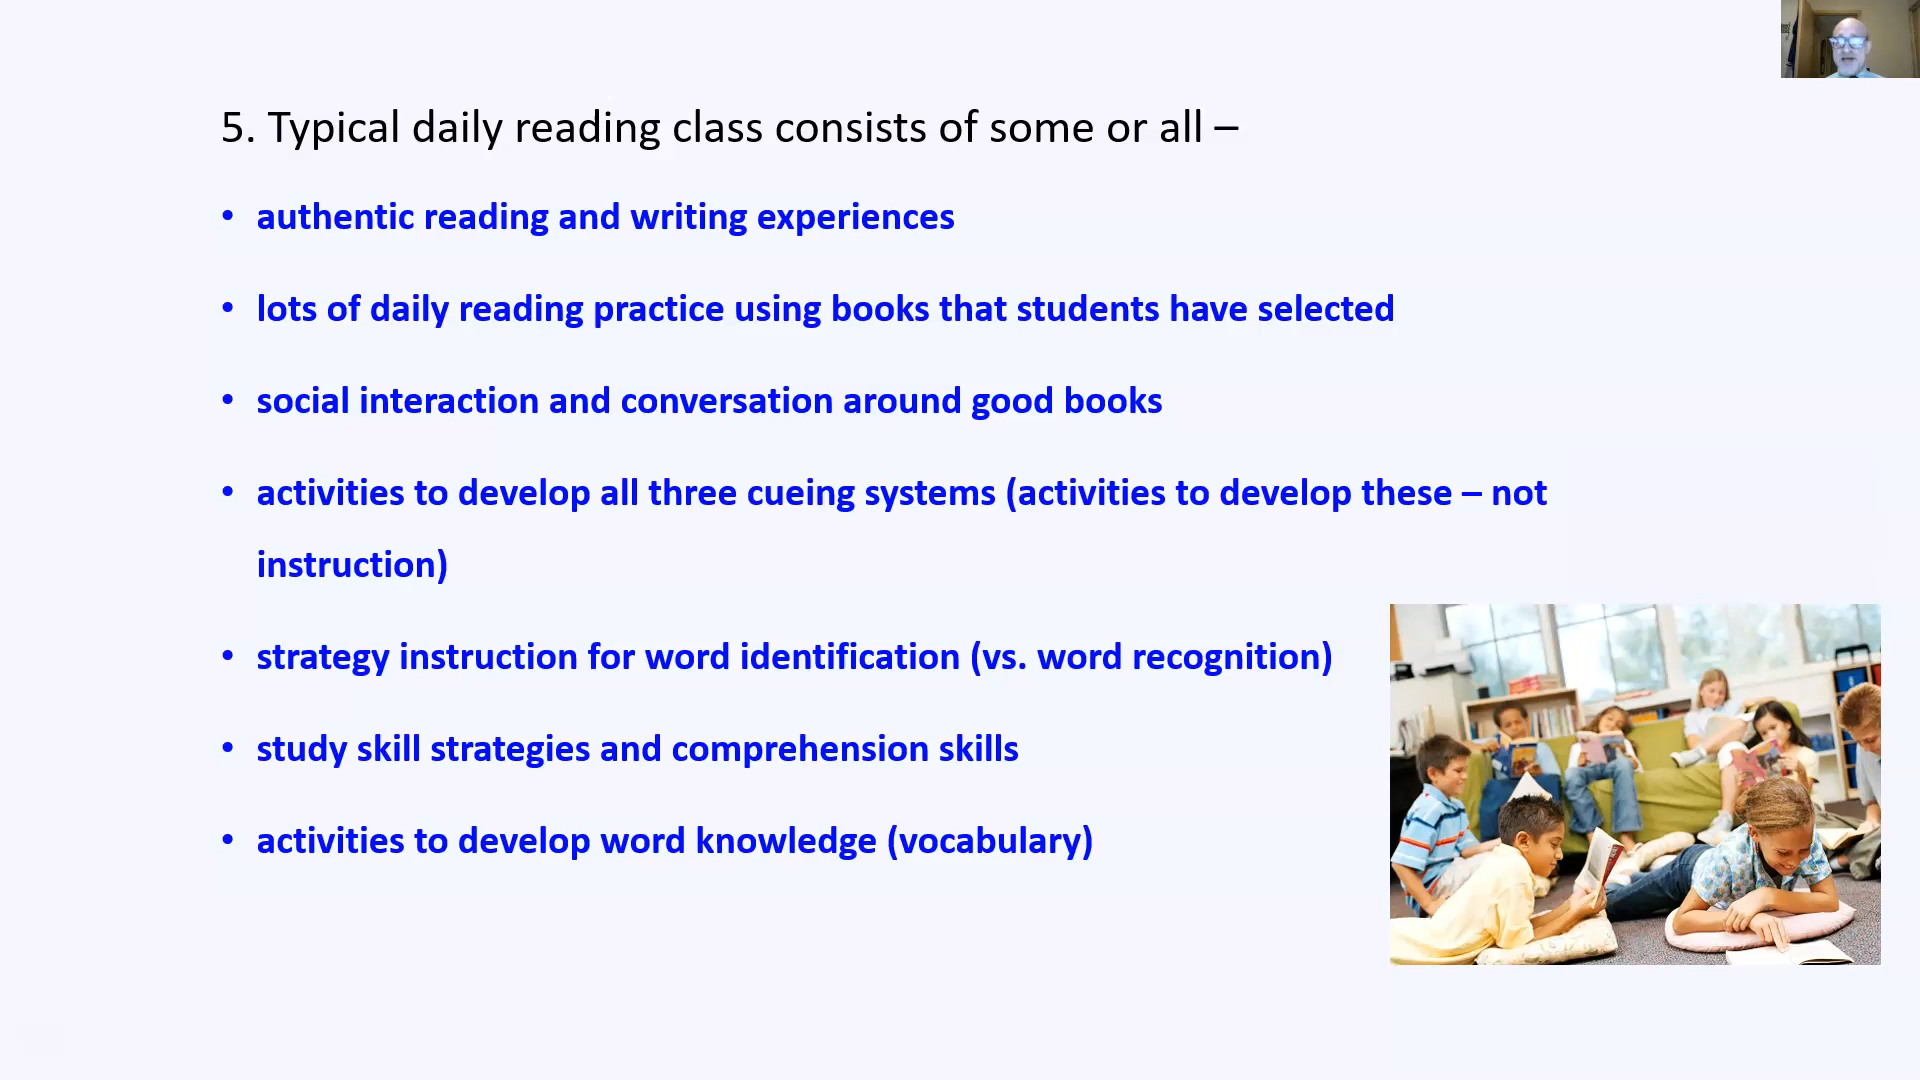 5. Typical daily reading class consists of some or all –
• authentic reading and writing experiences
• lots of daily reading practice using books that students have selected
• social interaction and conversation around good books
• activities to develop all three cueing systems (activities to develop these – not
instruction)
• strategy instruction for word identification (vs. word recognition)
• study skill strategies and comprehension skills
• activities to develop word knowledge (vocabulary)